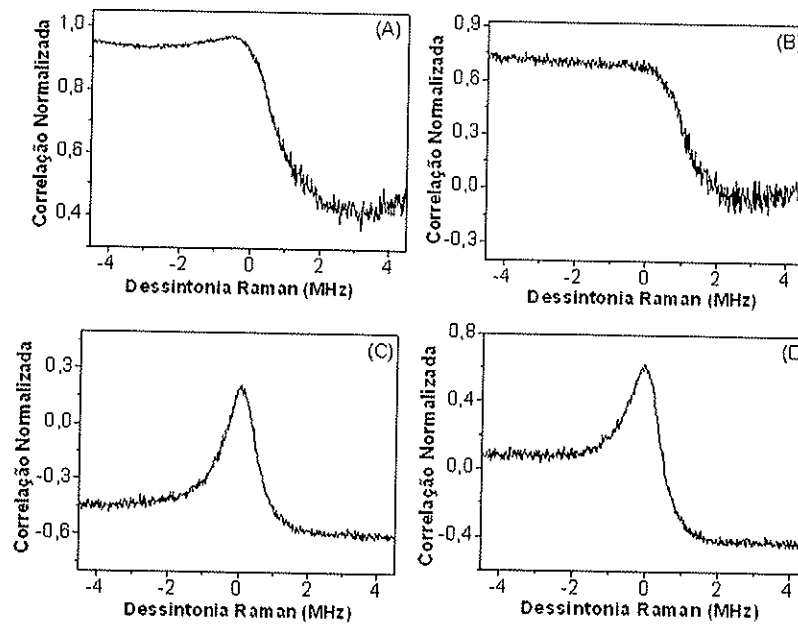 (A)
Correlação Normalizada
1,0
0,8
0,6
0,4
-4 -2 0 2 4
Dessintonia Raman (MHz)
(B)
Correlação Normalizada
0,9
0,6
0,3
0,0
-0,3
-4 -2 0 2 4
Dessintonia Raman (MHz)
(C)
Correlação Normalizada
0,3
0,0
-0,3
-0,6
-4 -2 0 2 4
Dessintonia Raman (MHz)
(D
Correlação Normalizada
0,8
0,4
0,0
-0,4
-4 -2 0 2 4
Dessintonia Raman (MHz)